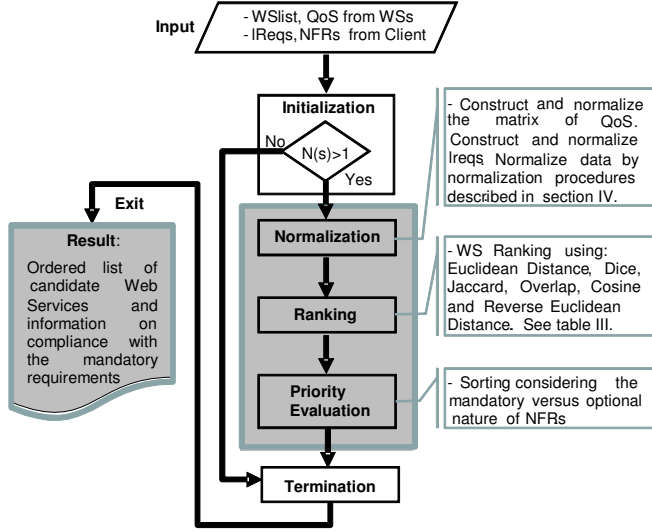 Input
- WSlist, QoS from WSs
- IReqs, NFRs from Client
Initialization
No
N(s)>1
Yes
- Construct and normalize
the matrix of QoS.
Construct and normalize
Ireqs. Normalize data by
normalization procedures
described in section IV.
Exit
Result:
Ordered list of
candidate Web
Services and
information on
compliance with
the mandatory
requirements
Normalization
- WS Ranking using:
Euclidean Distance, Dice,
Jaccard, Overlap, Cosine
and Reverse Euclidean
Distance. See table III.
Ranking
Priority
Evaluation
- Sorting considering the
mandatory versus optional
nature of NFRs
Termination